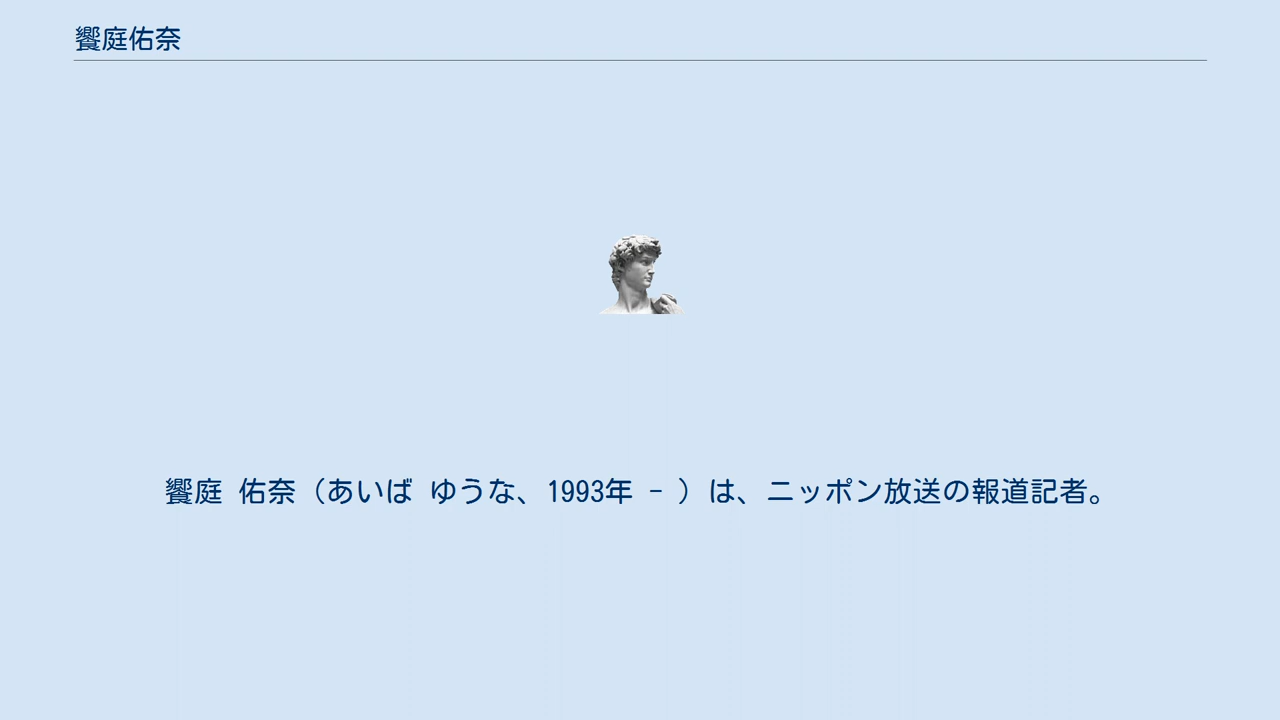 饗庭佑奈
饗庭 佑奈（あいば ゆうな、1993年 - ）は、ニッポン放送の報道記者。